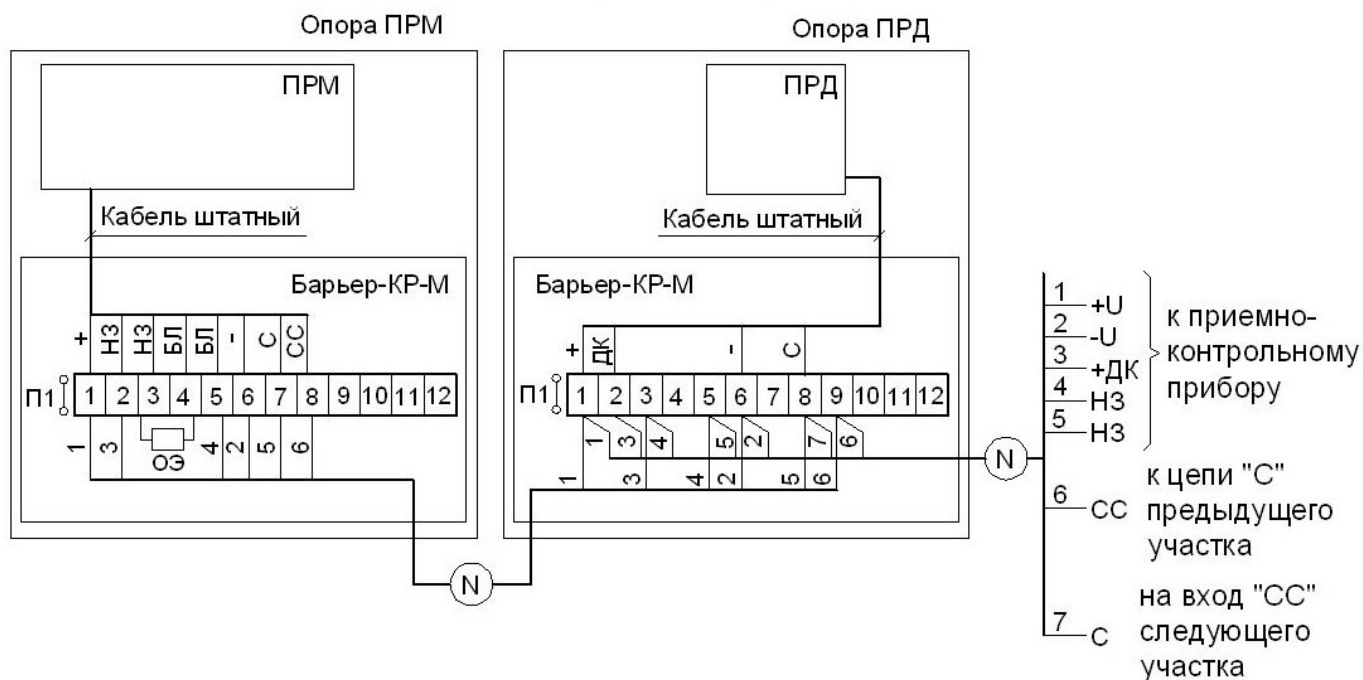 Опора ПРМ
Опора ПРД
ПРМ
ПРД
Кабель штатный
Кабель штатный
Барьер-КР-М
Барьер-КР-М
+ НЗ НЗ БЛ БЛ - С СС
+ ДК - С
П1 1 2 3 4 5 6 7 8 9 10 11 12
П1 1 2 3 4 5 6 7 8 9 10 11 12
1 3 ОЭ 4 2 5 6
1 3 4 5 2 7 6
1 3 4 2 5 6
N
N
1 +U
2 -U
3 +ДК
4 НЗ
5 НЗ
к приемно-
контрольному
прибору
6 СС
к цепи "С"
предыдущего
участка
7 С
на вход "СС"
следующего
участка